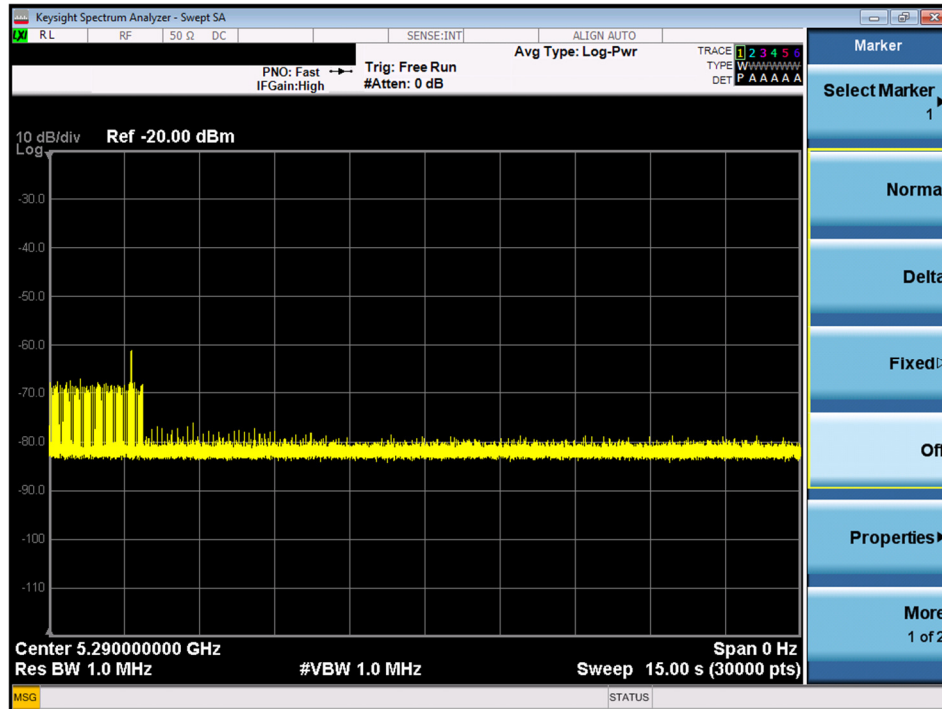 Keysight Spectrum Analyzer - Swept SA
LXI RL RF 50 Ω DC SENSE:INT ALIGN AUTO
Marker
PNO: Fast
IFGain:High
Trig: Free Run
#Atten: 0 dB
Avg Type: Log-Pwr
TRACE 1 2 3 4 5 6
TYPE WWWWWW
DET P A A A A A
Select Marker
1
10 dB/div Ref -20.00 dBm
Log
Norma
-30.0
-40.0
Delta
-50.0
-60.0
Fixed
-70.0
-80.0
Off
-90.0
-100
Properties
-110
More
1 of 2
Center 5.290000000 GHz Span 0 Hz
Res BW 1.0 MHz #VBW 1.0 MHz Sweep 15.00 s (30000 pts)
MSG STATUS